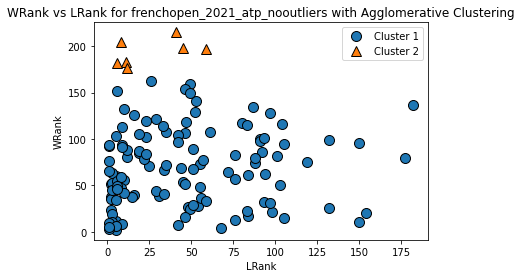 WRank vs LRank for frenchopen_2021_atp_nooutliers with Agglomerative Clustering
Cluster 1
Cluster 2
WRank
200
150
100
50
0
0 25 50 75 100 125 150 175
LRank